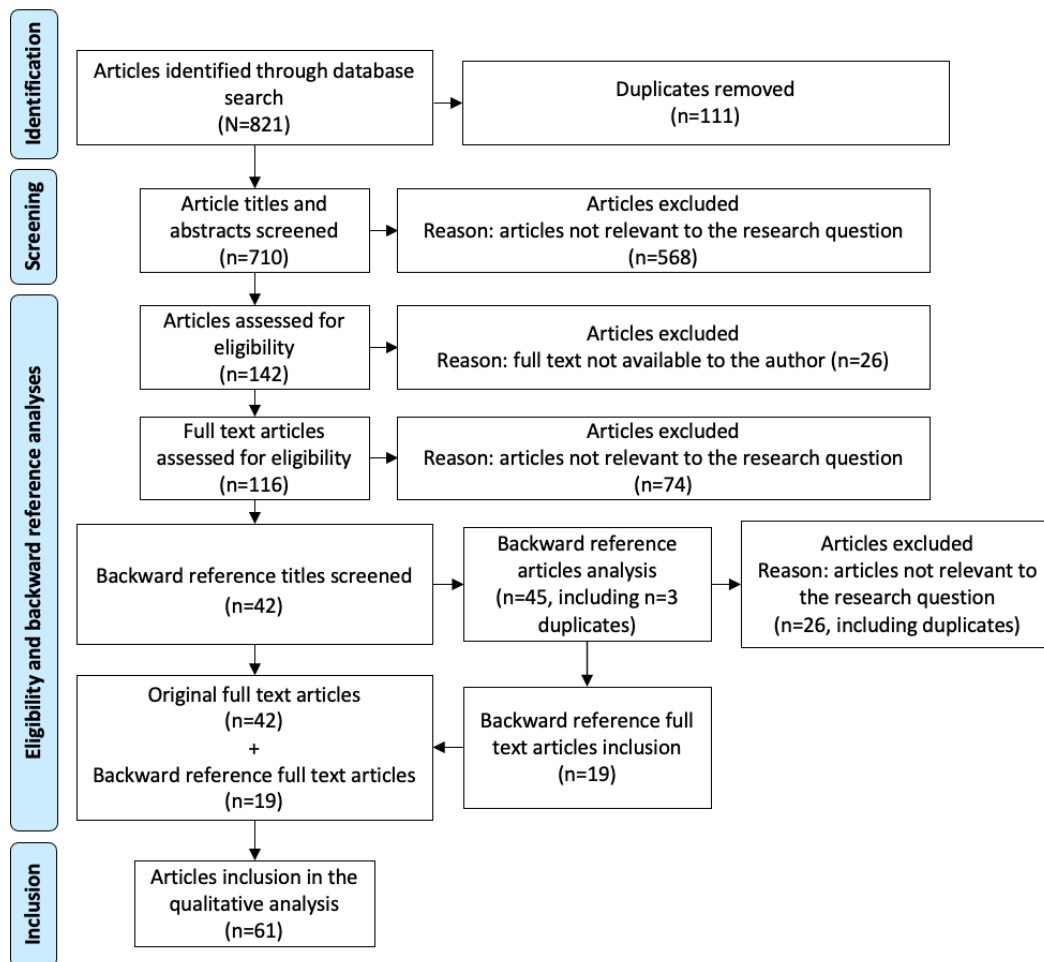 Identification
Articles identified through database
search
(N=821)
Duplicates removed
(n=111)
Screening
Article titles and
abstracts screened
(n=710)
Articles excluded
Reason: articles not relevant to the research question
(n=568)
Eligibility and backward reference analyses
Articles assessed for
eligibility
(n=142)
Articles excluded
Reason: full text not available to the author (n=26)
Full text articles
assessed for eligibility
(n=116)
Articles excluded
Reason: articles not relevant to the research question
(n=74)
Backward reference titles screened
(n=42)
Backward reference
articles analysis
(n=45, including n=3
duplicates)
Articles excluded
Reason: articles not relevant to
the research question
(n=26, including duplicates)
Original full text articles
(n=42)
+
Backward reference full text articles
(n=19)
Backward reference full
text articles inclusion
(n=19)
Inclusion
Articles inclusion in the
qualitative analysis
(n=61)